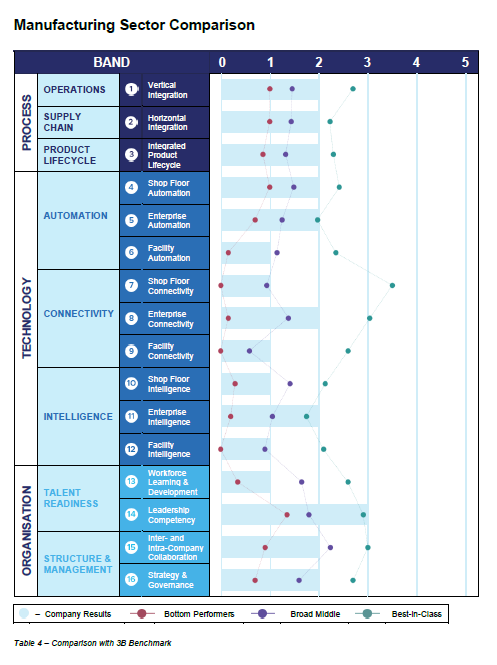 Manufacturing Sector Comparison
BAND
0 1 2 3 4 5
PROCESS
OPERATIONS
1 Vertical
Integration
SUPPLY
CHAIN
2 Horizontal
Integration
PRODUCT
LIFECYCLE
3 Integrated
Product
Lifecycle
TECHNOLOGY
AUTOMATION
4 Shop Floor
Automation
5 Enterprise
Automation
6 Facility
Automation
CONNECTIVITY
7 Shop Floor
Connectivity
8 Enterprise
Connectivity
9 Facility
Connectivity
INTELLIGENCE
10 Shop Floor
Intelligence
11 Enterprise
Intelligence
12 Facility
Intelligence
ORGANISATION
TALENT
READINESS
13 Workforce
Learning &
Development
14 Leadership
Competency
STRUCTURE &
MANAGEMENT
15 Inter- and
Intra-Company
Collaboration
16 Strategy &
Governance
– Company Results
Bottom Performers
Broad Middle
Best-in-Class
Table 4 – Comparison with 3B Benchmark